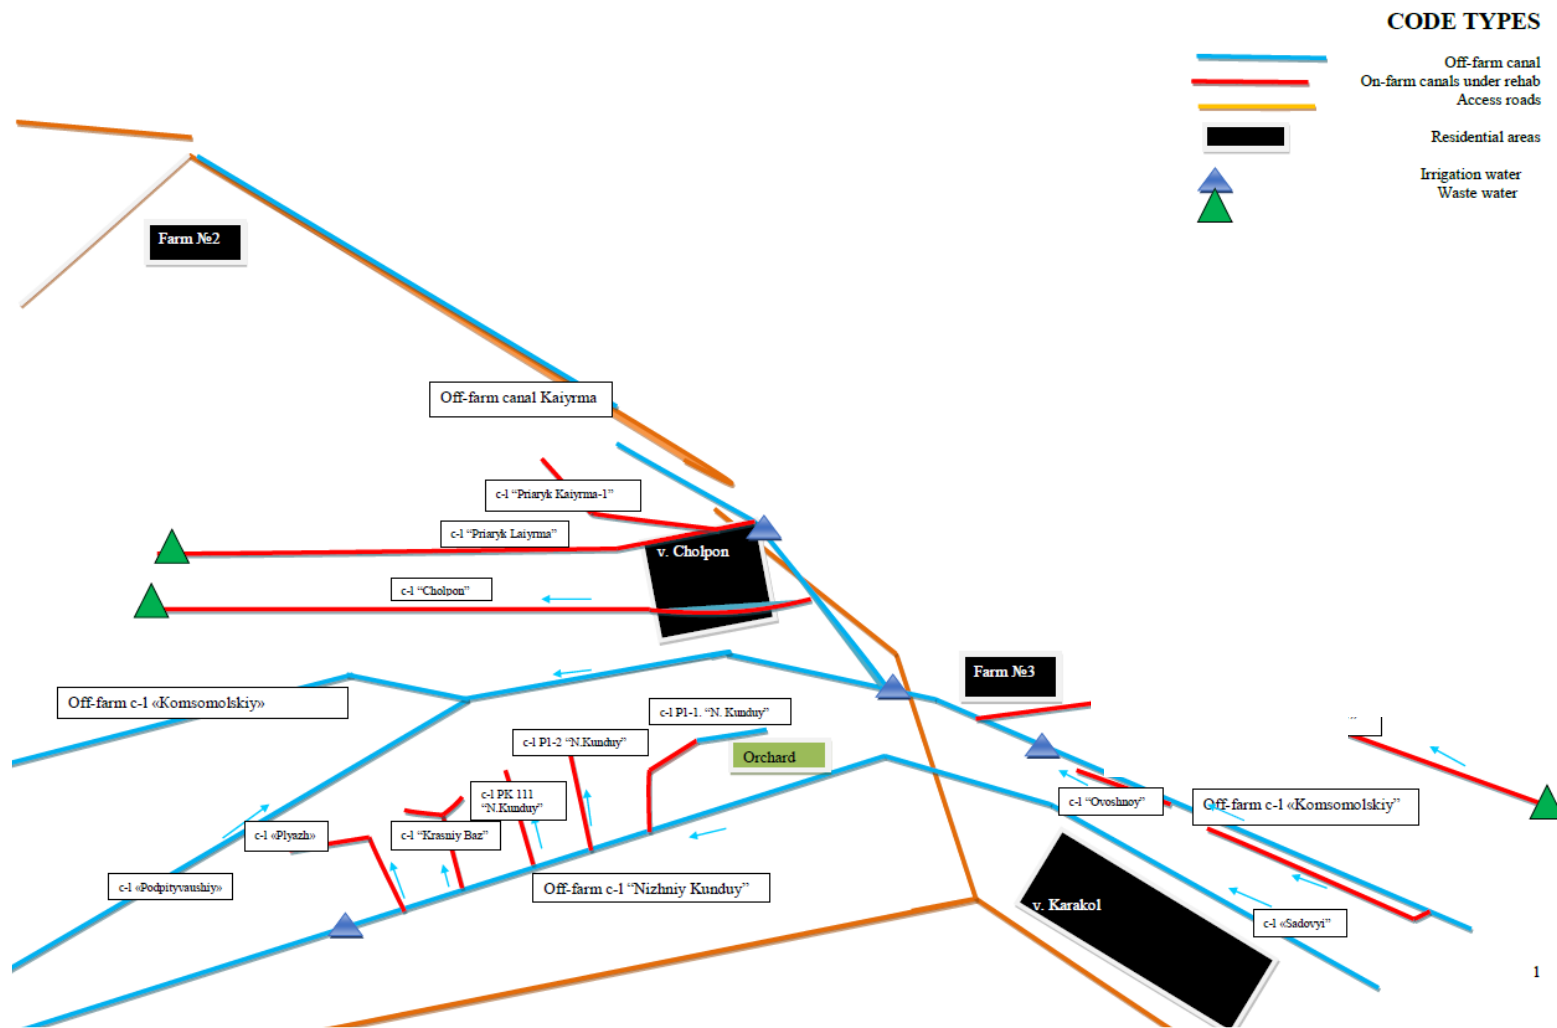 CODE TYPES
Off-farm canal
On-farm canals under rehab
Access roads
Residential areas
Irrigation water
Waste water
Farm №2
Off-farm canal Kaiyrma
c-l “Priaryk Kaiyrma-1”
c-l “Priaryk Laiyrma”
v. Cholpon
c-l “Cholpon”
Farm №3
Off-farm c-l «Komsomolskiy»
c-l P1-1. “N. Kunduy”
c-l P1-2 “N.Kunduy”
Orchard
c-l PK 111
“N.Kunduy”
c-l “Ovoshnoy”
Off-farm c-l “Komsomolskiy”
c-l «Plyazh»
c-l “Krasniy Baz”
c-l «Podpityvaushiy»
Off-farm c-l “Nizhniy Kunduy”
v. Karakol
c-l «Sadovyi”
1